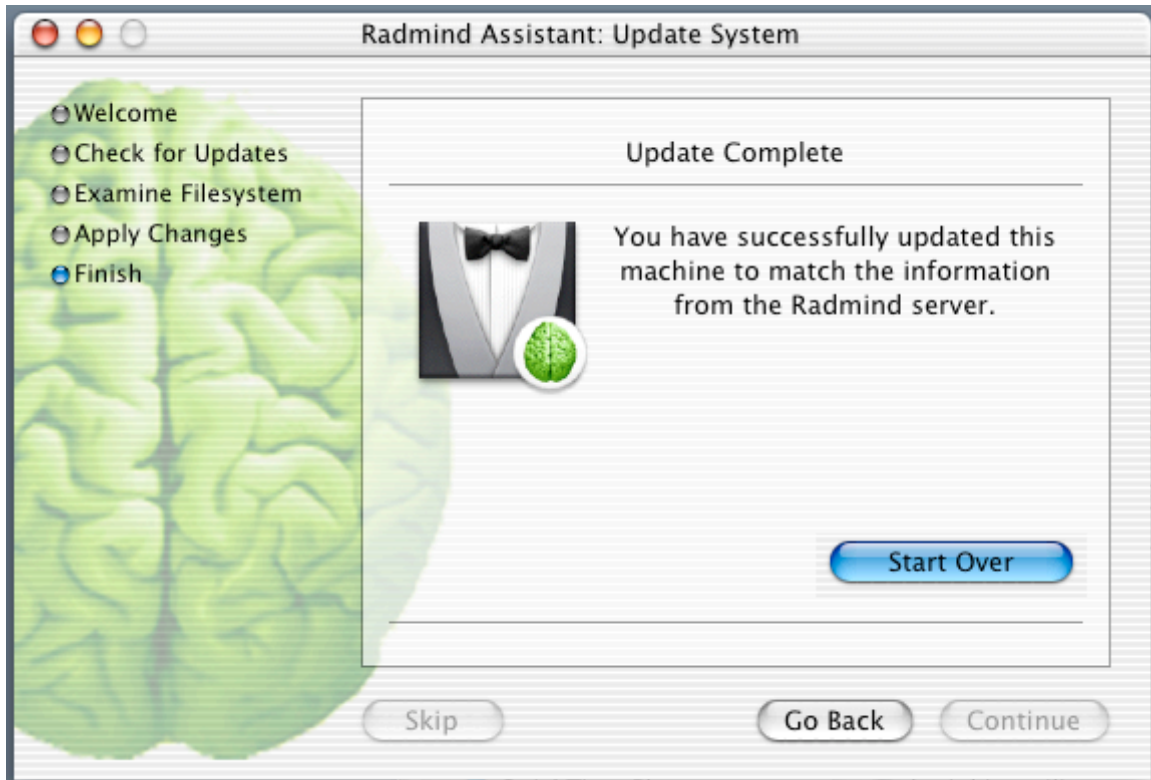 Radmind Assistant: Update System
Welcome
Check for Updates
Examine Filesystem
Apply Changes
Finish
Update Complete
You have successfully updated this
machine to match the information
from the Radmind server.
Start Over
Skip
Go Back
Continue